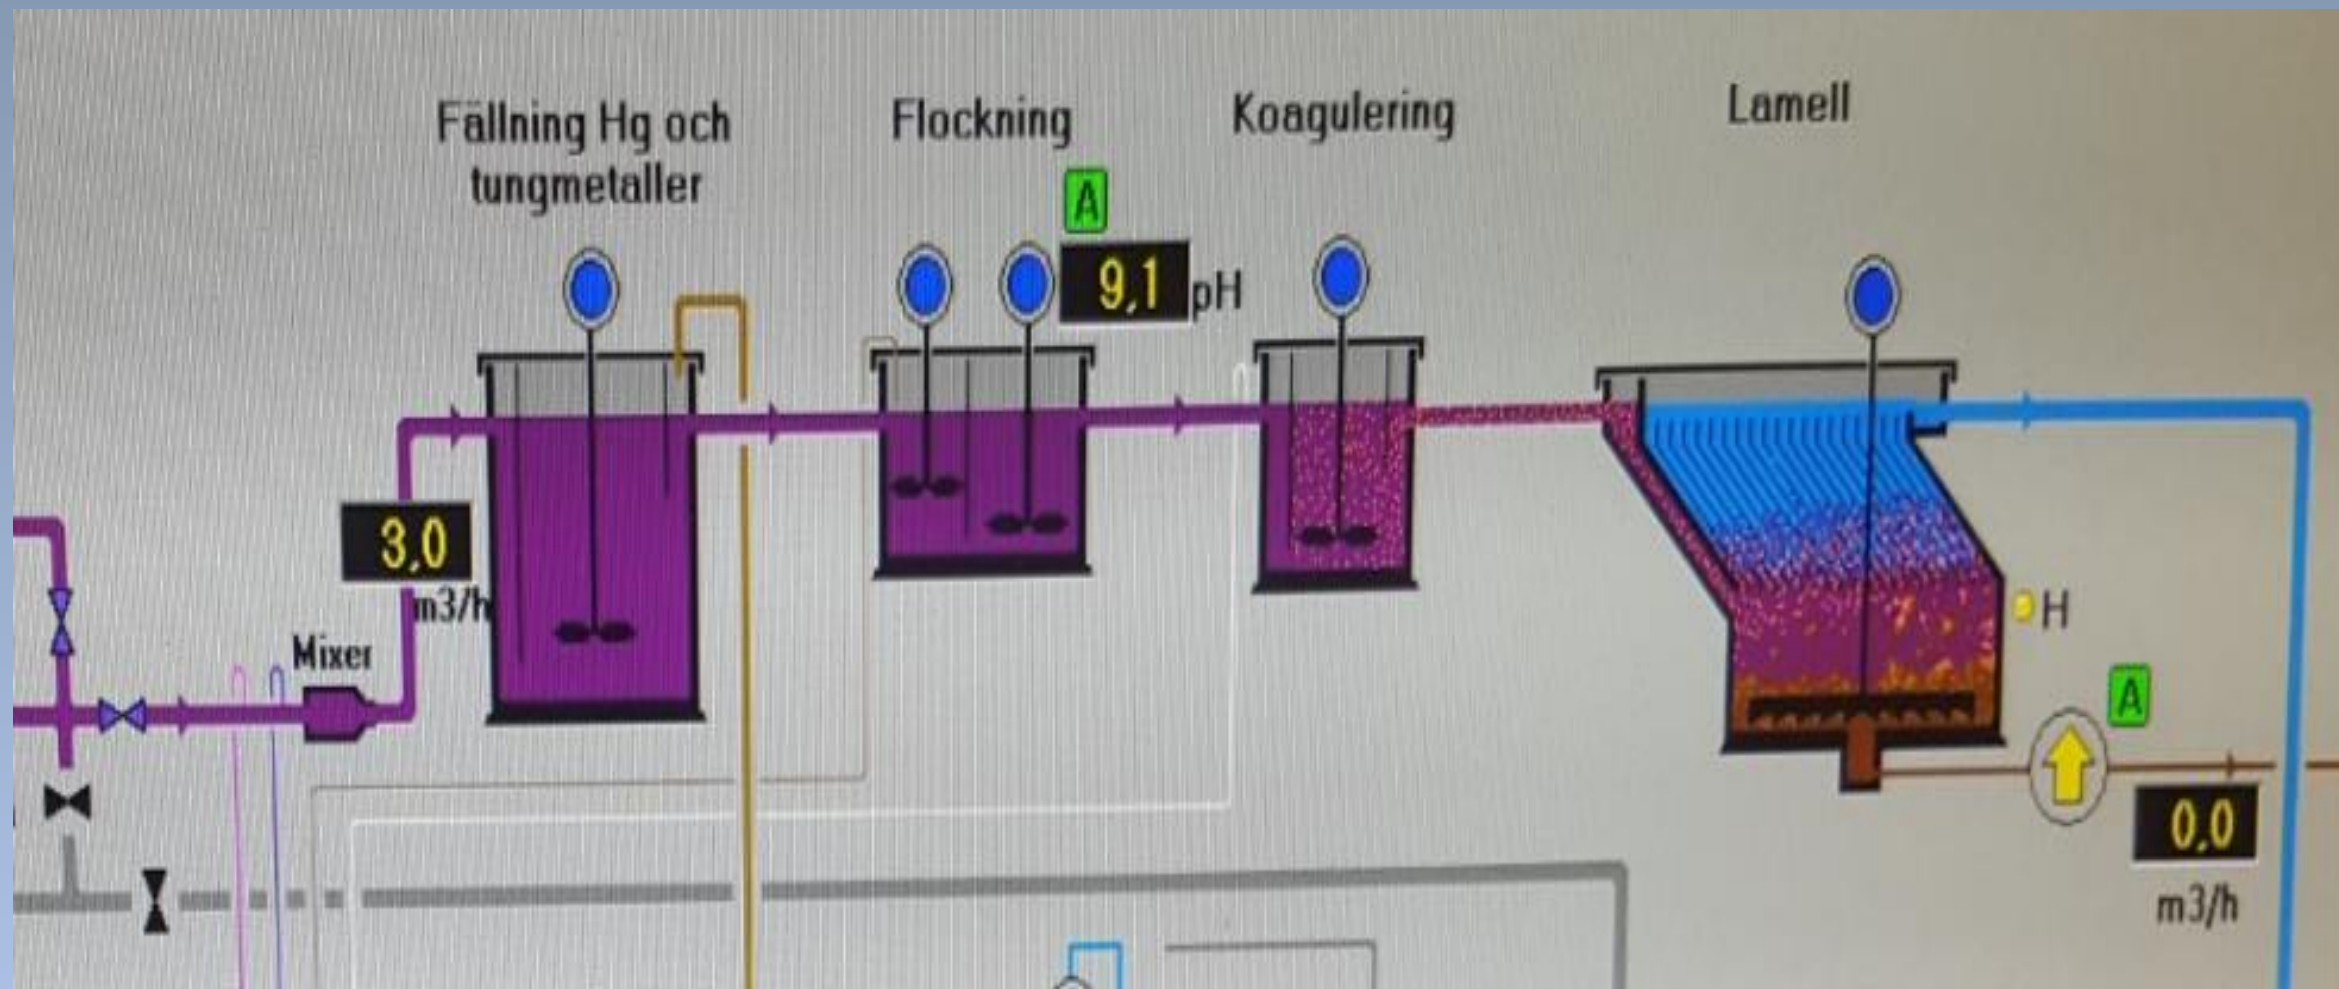 Fällning Hg och
tungmetaller
Flockning
Koagulering
Lamell
A
9,1 pH
3,0
m3/h
Mixer
H
A
0,0
m3/h